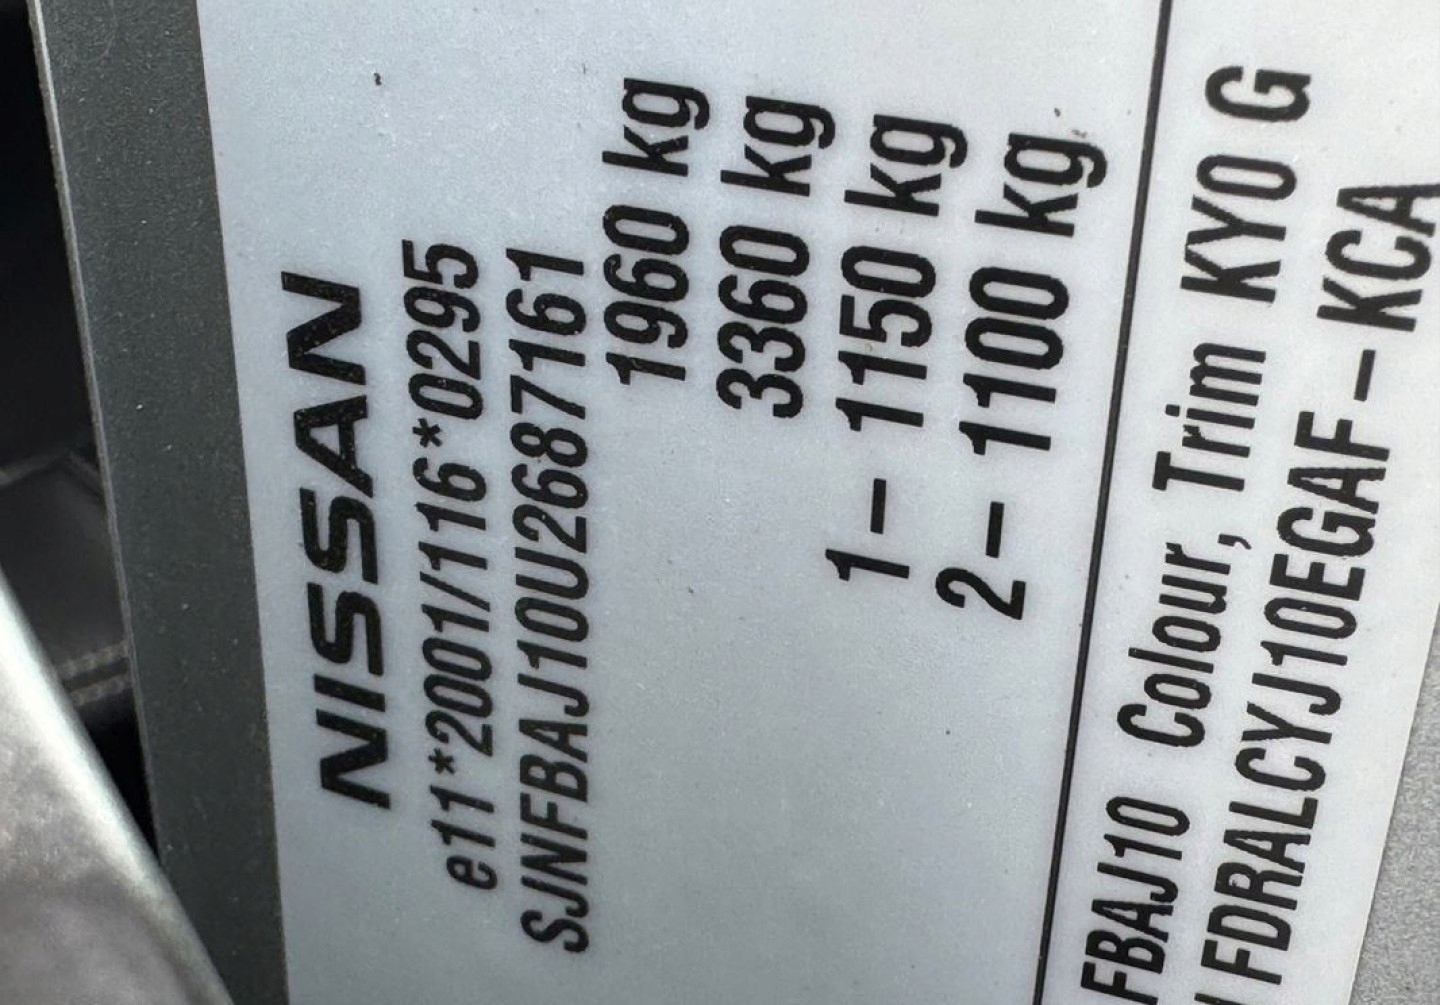 NISSAN
e11*2001/116*0295
SJNFBAJ10U2687161
1960 kg
3360 kg
1– 1150 kg
2– 1100 kg
FBAJ10 Colour, Trim KY0 G
FDRALCYJ10EGAF–KCA